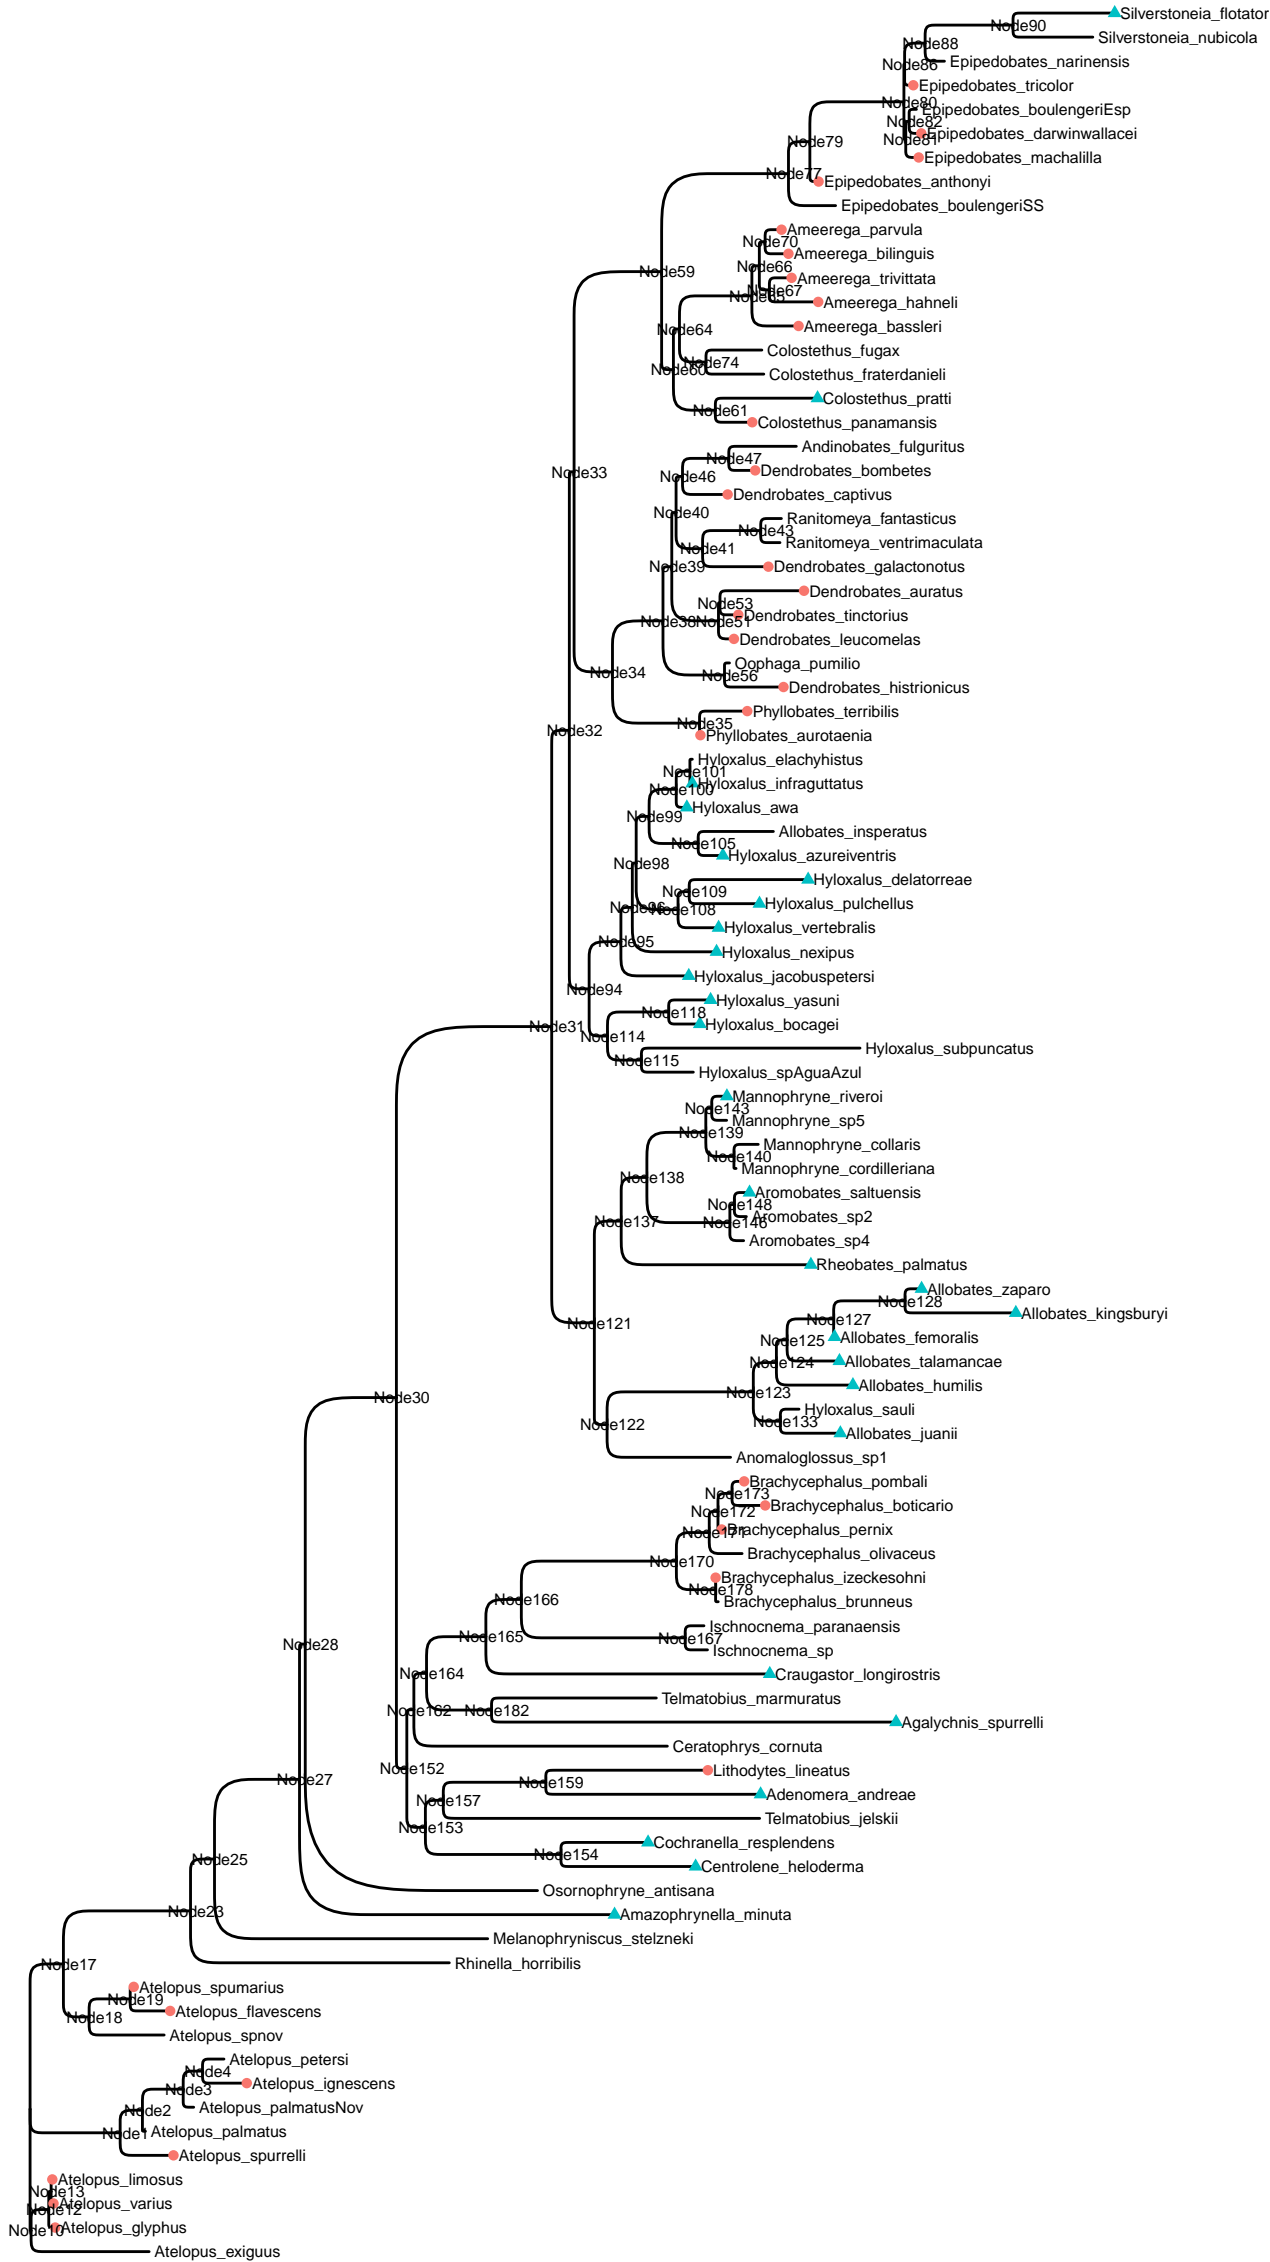 Silverstoneia_flotator
Node90
Silverstoneia_nubicola
Node88
Epipedobates_narinensis
Node86
Epipedobates_tricolor
Node80
Epipedobates_boulengeriEsp
Node82
Epipedobates_darwinwallacei
Node81
Node79
Epipedobates_machalilla
Node77
Epipedobates_anthonyi
Epipedobates_boulengeriSS
Ameerega_parvula
Node70
Ameerega_bilinguis
Node66
Node59
Ameerega_trivittata
Node67
Node65
Ameerega_hahneli
Ameerega_bassleri
Node64
Colostethus_fugax
Node74
Node60
Colostethus_fraterdanieli
Colostethus_pratti
Node61
Colostethus_panamansis
Andinobates_fulguritus
Node47
Dendrobates_bombetes
Node33
Node46
Dendrobates_captivus
Node40
Ranitomeya_fantasticus
Node43
Ranitomeya_ventrimaculata
Node41
Node39
Dendrobates_galactonotus
Dendrobates_auratus
Node53
Dendrobates_tinctorius
Node38
Node51
Dendrobates_leucomelas
Oophaga_pumilio
Node34
Node56
Dendrobates_histrionicus
Phyllobates_terribilis
Node35
Node32
Phyllobates_aurotaenia
Hyloxalus_elachyhistus
Node101
Hyloxalus_infraguttatus
Node100
Hyloxalus_awa
Node99
Allobates_insperatus
Node105
Hyloxalus_azureiventris
Node98
Hyloxalus_delatorreae
Node109
Hyloxalus_pulchellus
Node96
Node108
Hyloxalus_vertebralis
Node95
Hyloxalus_nexipus
Hyloxalus_jacobuspetersi
Node94
Hyloxalus_yasuni
Node118
Node31
Hyloxalus_bocagei
Node114
Hyloxalus_subpuncatus
Node115
Hyloxalus_spAguaAzul
Mannophryne_riveroi
Node143
Mannophryne_sp5
Node139
Mannophryne_collaris
Node140
Mannophryne_cordilleriana
Node138
Aromobates_saltuensis
Node148
Aromobates_sp2
Node137
Node146
Aromobates_sp4
Rheobates_palmatus
Allobates_zaparo
Node128
Allobates_kingsburyi
Node121
Node127
Allobates_femoralis
Node125
Allobates_talamancae
Node124
Allobates_humilis
Node123
Node30
Hyloxalus_sauli
Node133
Node122
Allobates_juanii
Anomaloglossus_sp1
Brachycephalus_pombali
Node173
Brachycephalus_boticario
Node172
Brachycephalus_pernix
Node171
Brachycephalus_olivaceus
Node170
Brachycephalus_izeckesohni
Node178
Node166
Brachycephalus_brunneus
Ischnocnema_paranaensis
Node165
Node167
Node28
Ischnocnema_sp
Node164
Craugastor_longirostris
Telmatobius_marmuratus
Node162
Node182
Agalychnis_spurrelli
Ceratophrys_cornuta
Node152
Lithodytes_lineatus
Node27
Node159
Adenomera_andreae
Node157
Telmatobius_jelskii
Node153
Cochranella_resplendens
Node154
Node25
Centrolene_heloderma
Osornophryne_antisana
Node23
Amazophrynella_minuta
Melanophryniscus_stelzneki
Node17
Rhinella_horribilis
Atelopus_spumarius
Node19
Atelopus_flavescens
Node18
Atelopus_spnov
Atelopus_petersi
Node4
Atelopus_ignescens
Node3
Atelopus_palmatusNov
Node2
Node1
Atelopus_palmatus
Atelopus_spurrelli
Atelopus_limosus
Node13
Atelopus_varius
Node12
Atelopus_glyphus
Node10
Atelopus_exiguus